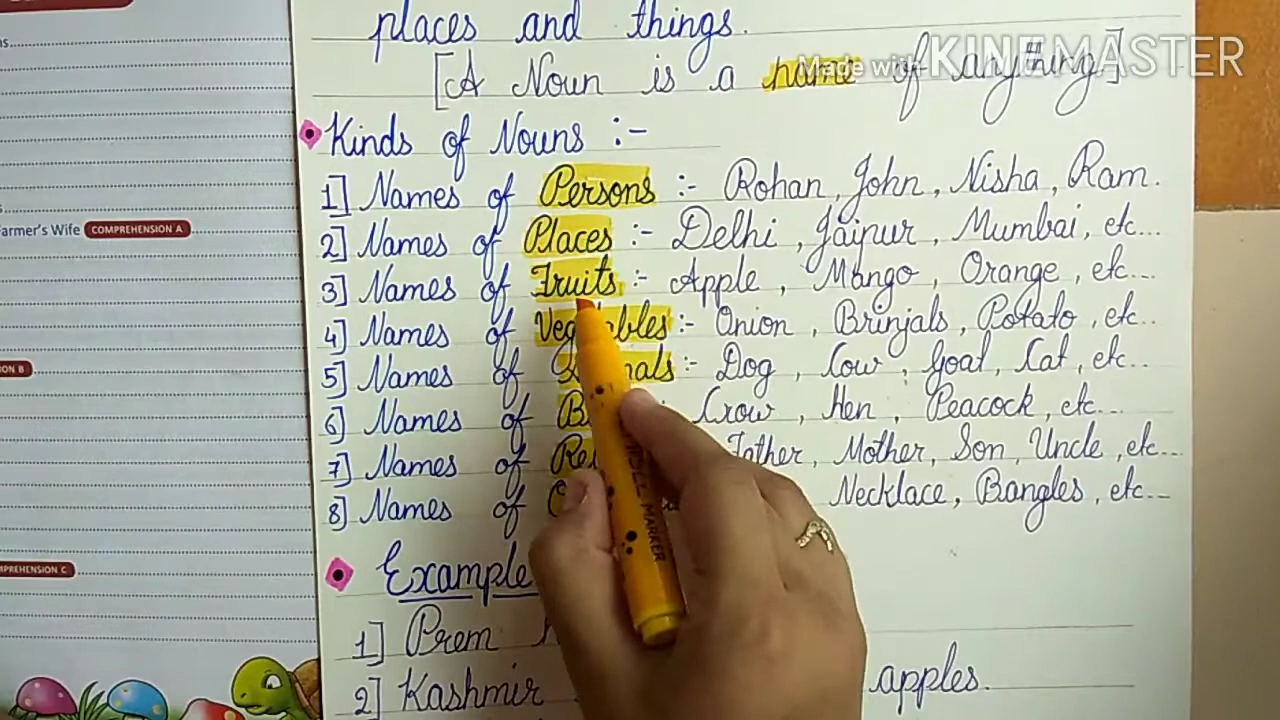 places and things.
[A Noun is a name of anything.]
Made with KINEMASTER
Kinds of Nouns :-
1] Names of Persons :- Rohan, John, Nisha, Ram.
2] Names of Places :- Delhi, Jaipur, Mumbai, etc...
3] Names of Fruits :- Apple, Mango, Orange, etc...
4] Names of Vegetables :- Onion, Brinjals, Potato, etc..
5] Names of Animals :- Dog, Cow, Goat, Cat, etc..
6] Names of Crow, Hen, Peacock, etc...
7] Names of Father, Mother, Son, Uncle, etc...
8] Names of Necklace, Bangles, etc...
Example
1] Prem
2] Kashmir apples.
Farmer's Wife COMPREHENSION A
ON B
MPREHENSION C
MARKER